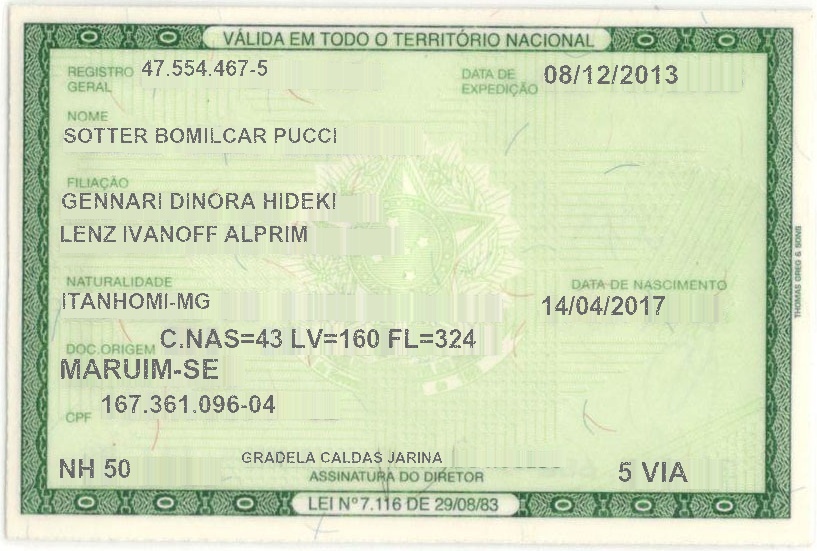 VÁLIDA EM TODO O TERRITÓRIO NACIONAL
REGISTRO GERAL 47.554.467-5
DATA DE EXPEDIÇÃO 08/12/2013
NOME
SOTTER BOMILCAR PUCCI
FILIAÇÃO
GENNARI DINORA HIDEKI
LENZ IVANOFF ALPRIM
NATURALIDADE
ITANHOMI-MG
DATA DE NASCIMENTO
14/04/2017
DOC.ORIGEM C.NAS=43 LV=160 FL=324
MARUIM-SE
CPF 167.361.096-04
NH 50
GRADELA CALDAS JARINA
ASSINATURA DO DIRETOR
5 VIA
LEI Nº 7.116 DE 29/08/83
THOMAS GREG & SONS